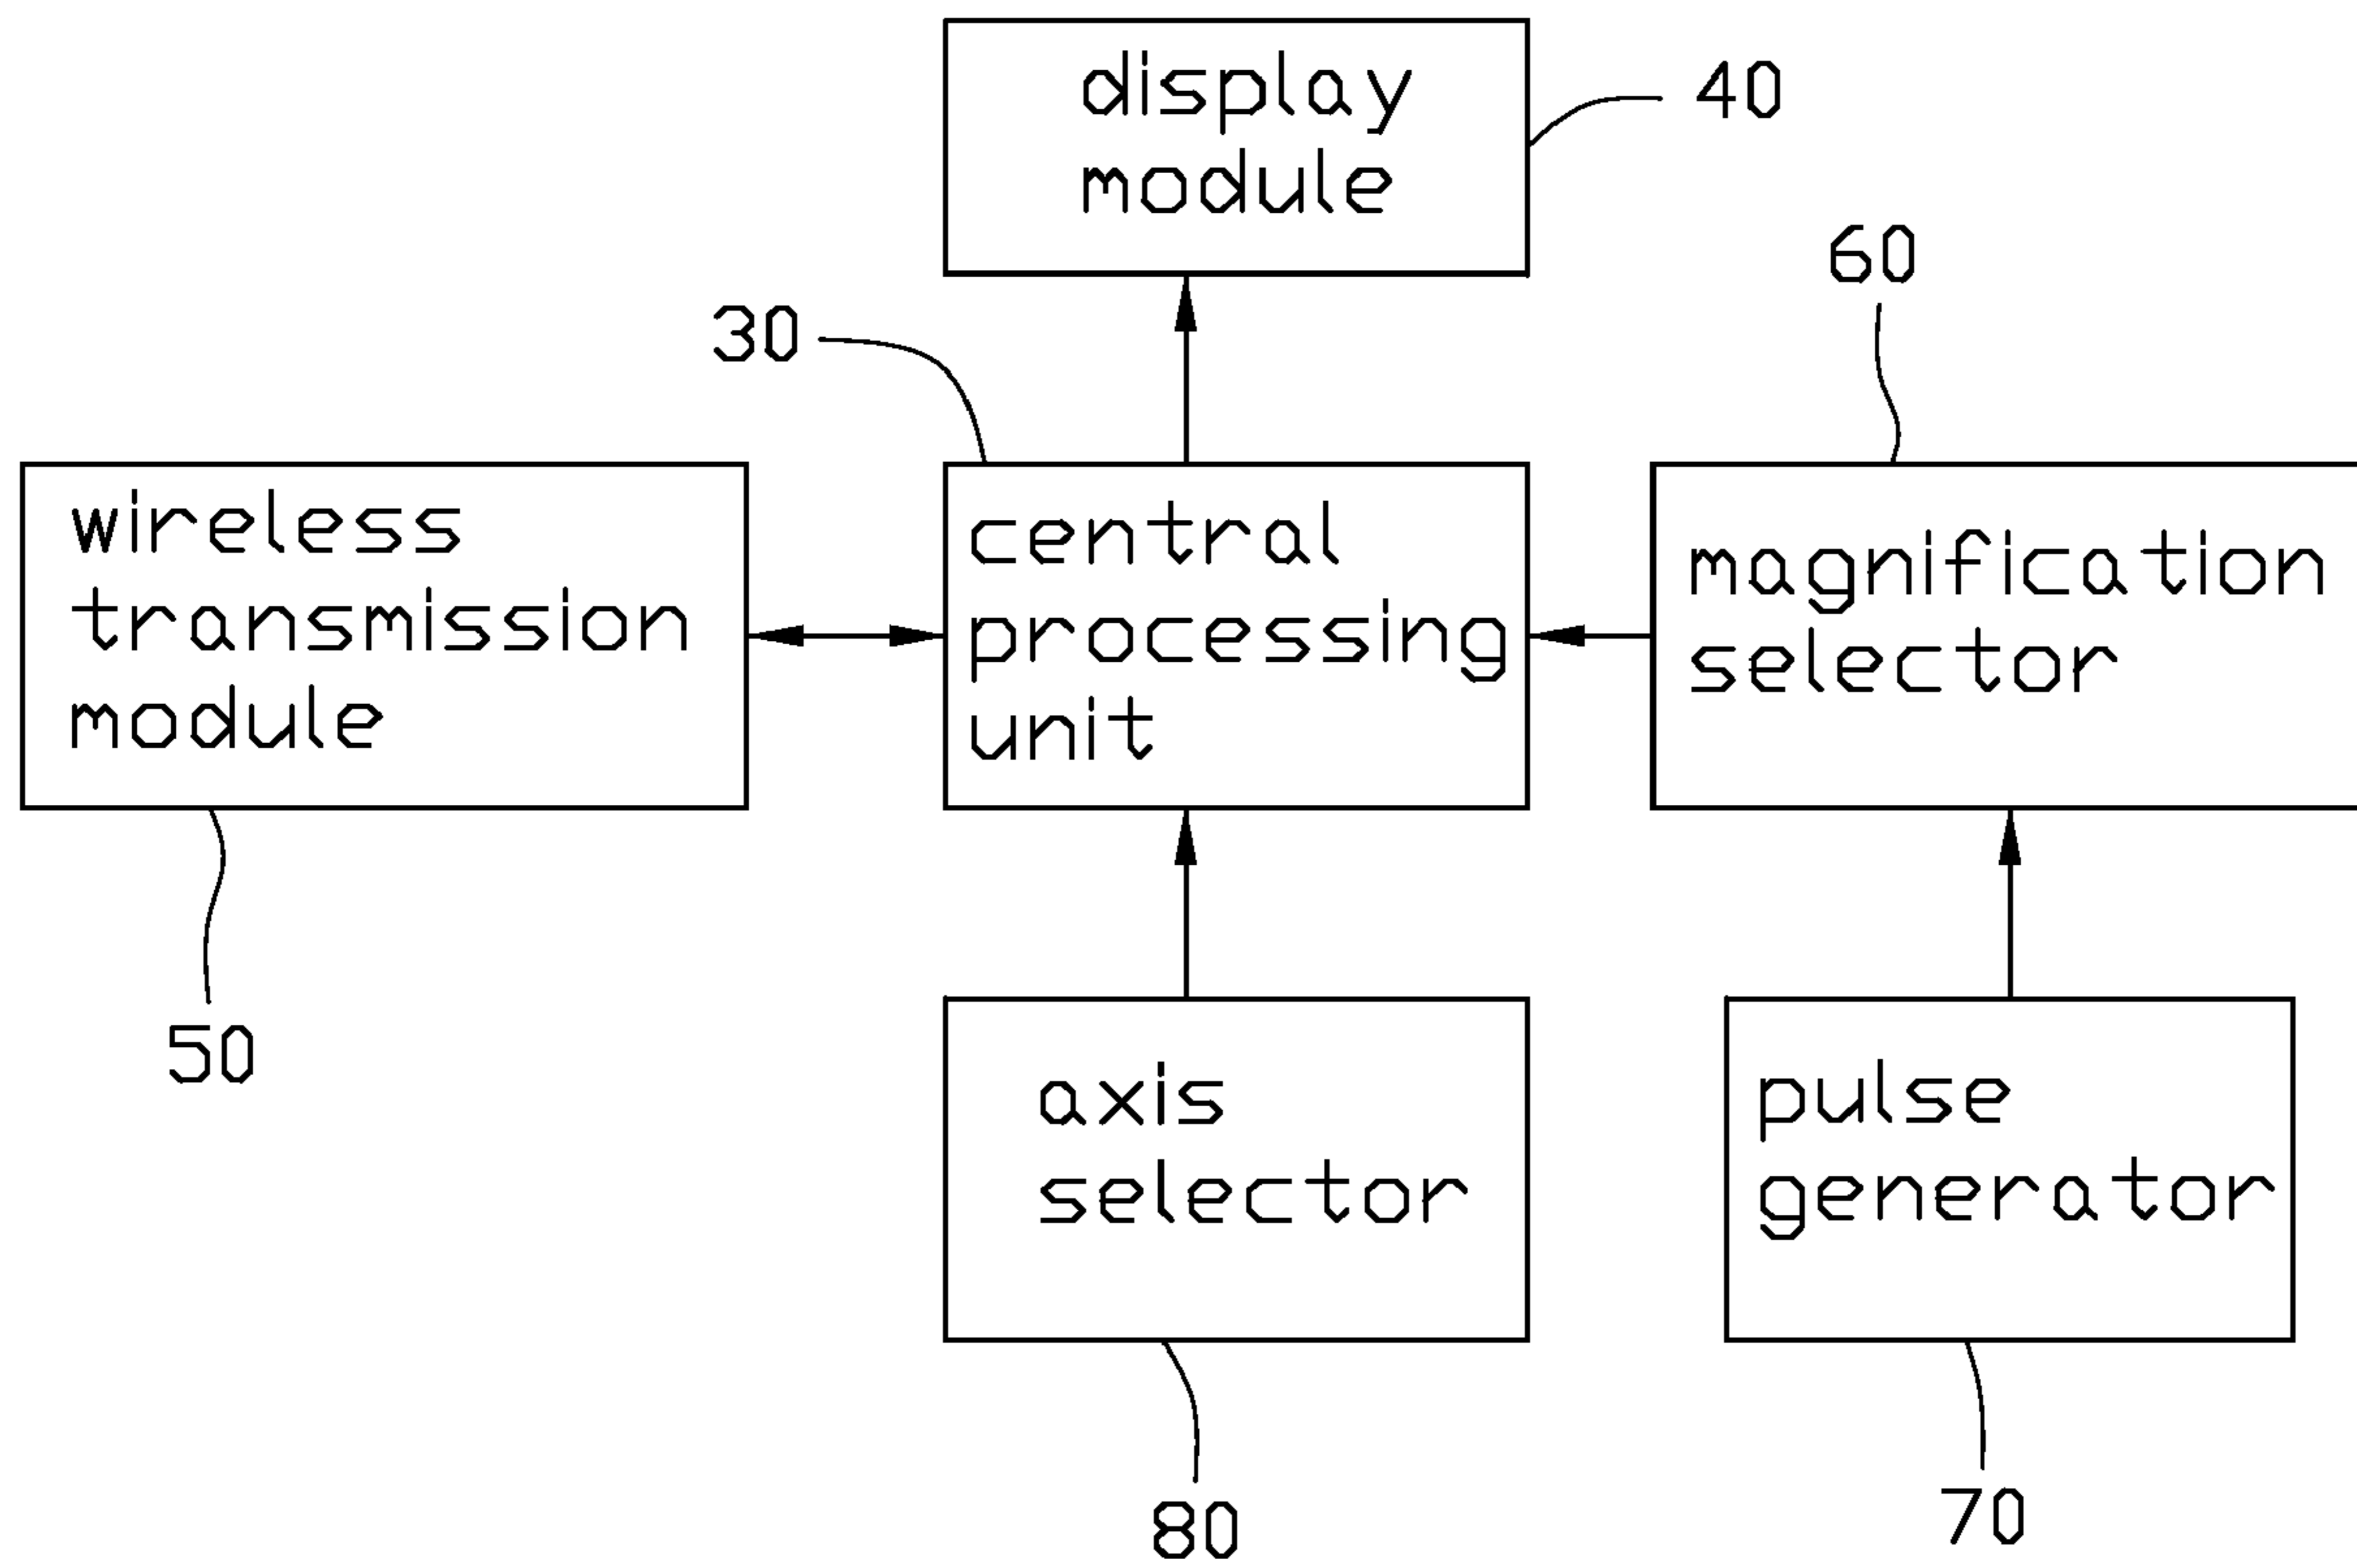 display
module
40
60
30
wireless
transmission
module
central
processing
unit
magnification
selector
50
axis
selector
pulse
generator
80
70